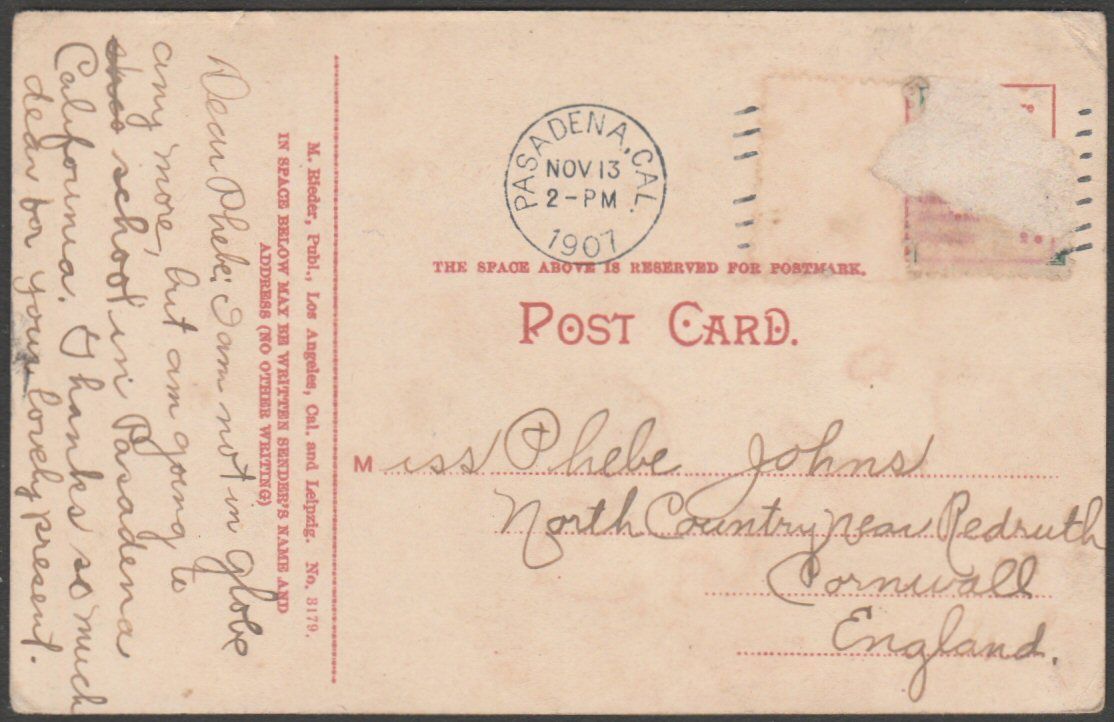 PASADENA, CAL.
NOV 13
2-PM
1907
THE SPACE ABOVE IS RESERVED FOR POSTMARK.
POST CARD.
Miss Phebe Johns
North Country near Redruth
Cornwall
England.
M. Rieder, Publ., Los Angeles, Cal. and Leipzig. No. 3179.
IN SPACE BELOW MAY BE WRITTEN SENDER'S NAME AND
ADDRESS (NO OTHER WRITING)
Dear Phebe: I am not in globe
any more, but am going to
school in Pasadena
California. Thanks so much
dear for your lovely present.